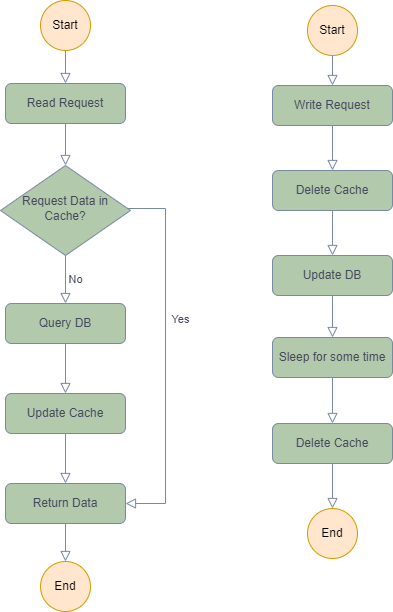 Start
Read Request
Request Data in
Cache?
No
Yes
Query DB
Update Cache
Return Data
End
Start
Write Request
Delete Cache
Update DB
Sleep for some time
Delete Cache
End